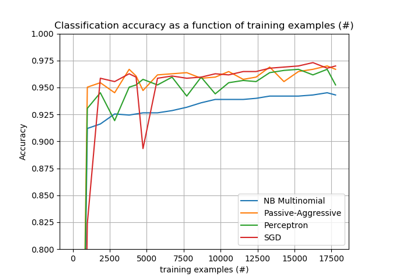 Classification accuracy as a function of training examples (#)
1.000
0.975
0.950
0.925
0.900
0.875
0.850
0.825
0.800
Accuracy
NB Multinomial
Passive-Aggressive
Perceptron
SGD
0
2500
5000
7500
10000
12500
15000
17500
training examples (#)